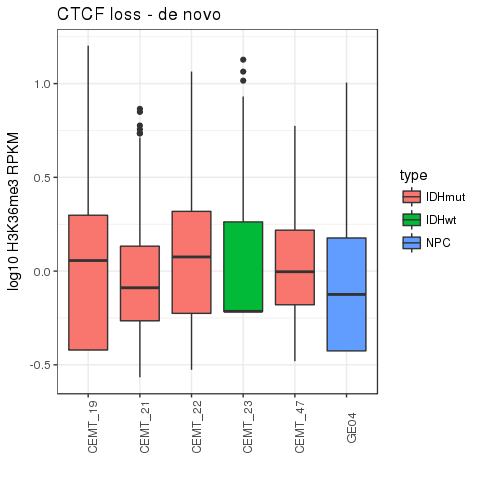 CTCF loss - de novo
log10 H3K36me3 RPKM
1.0
0.5
0.0
-0.5
CEMT_19
CEMT_21
CEMT_22
CEMT_23
CEMT_47
GE04
type
IDHmut
IDHwt
NPC